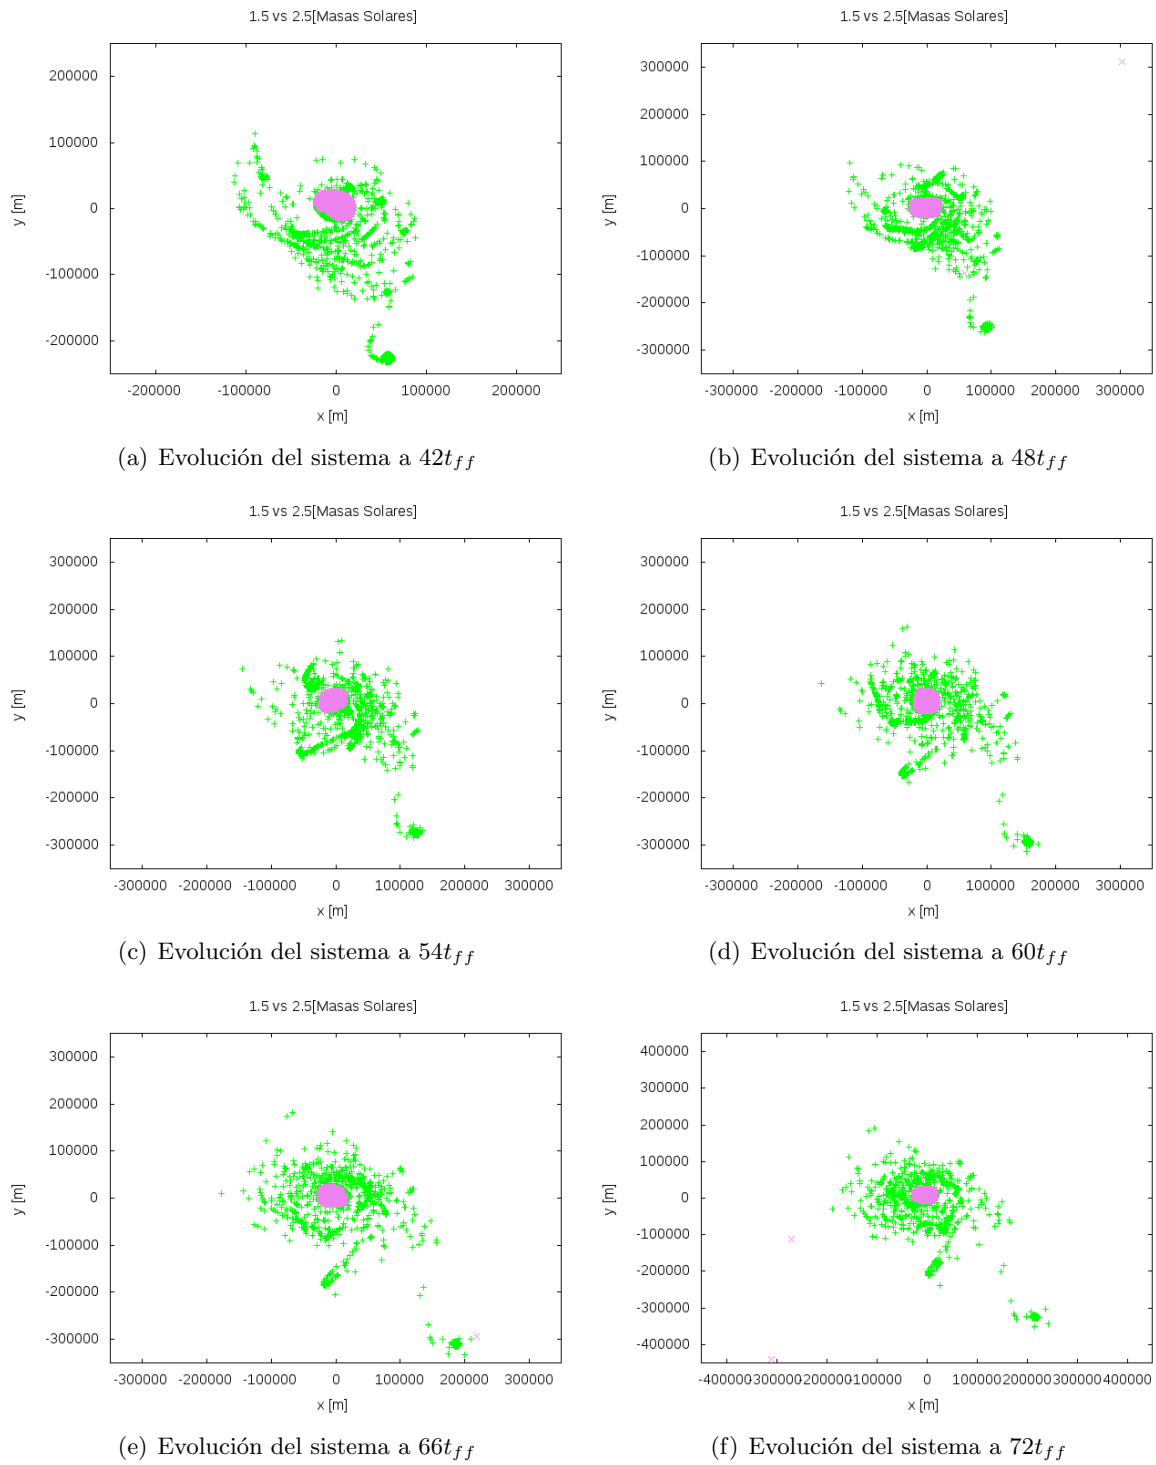 1.5 vs 2.5[Masas Solares]
200000
100000
0
-100000
-200000
y [m]
-200000 -100000 0 100000 200000
x [m]
(a) Evolución del sistema a 42t_{ff}
1.5 vs 2.5[Masas Solares]
300000
200000
100000
0
-100000
-200000
-300000
y [m]
-300000 -200000 -100000 0 100000 200000 300000
x [m]
(b) Evolución del sistema a 48t_{ff}
1.5 vs 2.5[Masas Solares]
300000
200000
100000
0
-100000
-200000
-300000
y [m]
-300000 -200000 -100000 0 100000 200000 300000
x [m]
(c) Evolución del sistema a 54t_{ff}
1.5 vs 2.5[Masas Solares]
300000
200000
100000
0
-100000
-200000
-300000
y [m]
-300000 -200000 -100000 0 100000 200000 300000
x [m]
(d) Evolución del sistema a 60t_{ff}
1.5 vs 2.5[Masas Solares]
300000
200000
100000
0
-100000
-200000
-300000
y [m]
-300000 -200000 -100000 0 100000 200000 300000
x [m]
(e) Evolución del sistema a 66t_{ff}
1.5 vs 2.5[Masas Solares]
400000
300000
200000
100000
0
-100000
-200000
-300000
-400000
y [m]
-400000 -300000 -200000 -100000 0 100000 200000 300000 400000
x [m]
(f) Evolución del sistema a 72t_{ff}